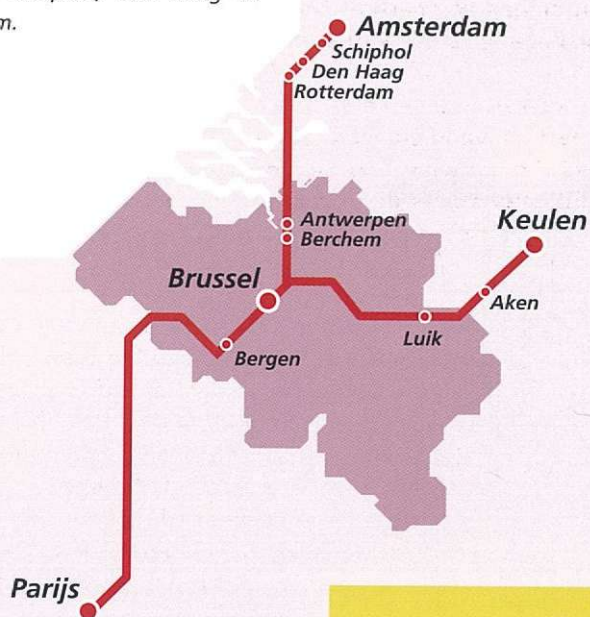 m.
Amsterdam
Schiphol
Den Haag
Rotterdam
Antwerpen
Berchem
Keulen
Brussel
Aken
Luik
Bergen
Parijs